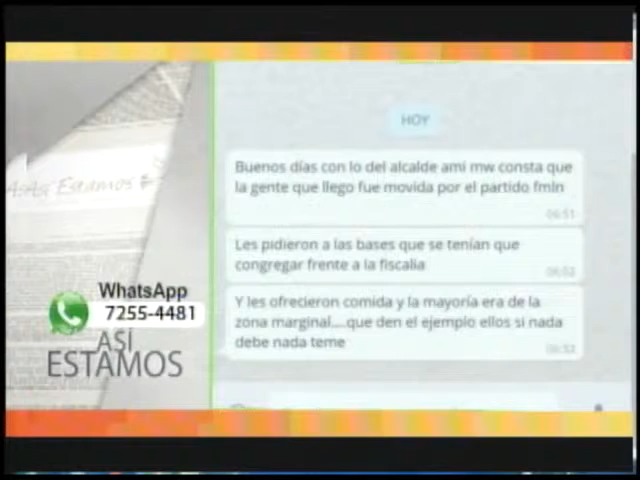 HOY
Buenos días con lo del alcalde ami mw consta que
la gente que llego fue movida por el partido fmln
06:51
Les pidieron a las bases que se tenían que
congregar frente a la fiscalia
06:52
Y les ofrecieron comida y la mayoría era de la
zona marginal....que den el ejemplo ellos si nada
debe nada teme
06:53
Así Estamos
WhatsApp
7255-4481
ASÍ
ESTAMOS